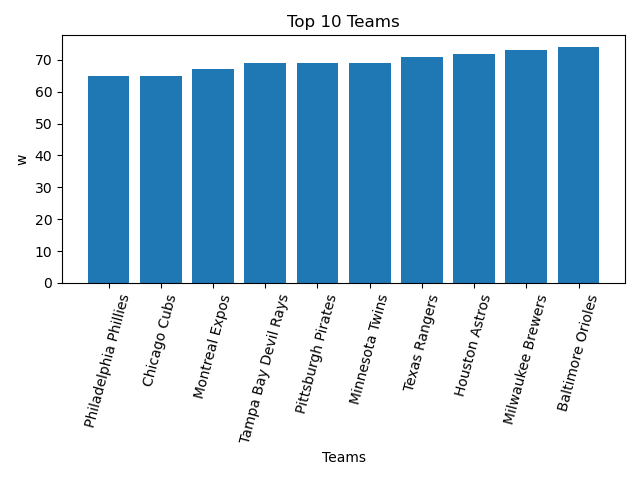 Top 10 Teams
w
70
60
50
40
30
20
10
0
Philadelphia Phillies
Chicago Cubs
Montreal Expos
Tampa Bay Devil Rays
Pittsburgh Pirates
Minnesota Twins
Texas Rangers
Houston Astros
Milwaukee Brewers
Baltimore Orioles
Teams